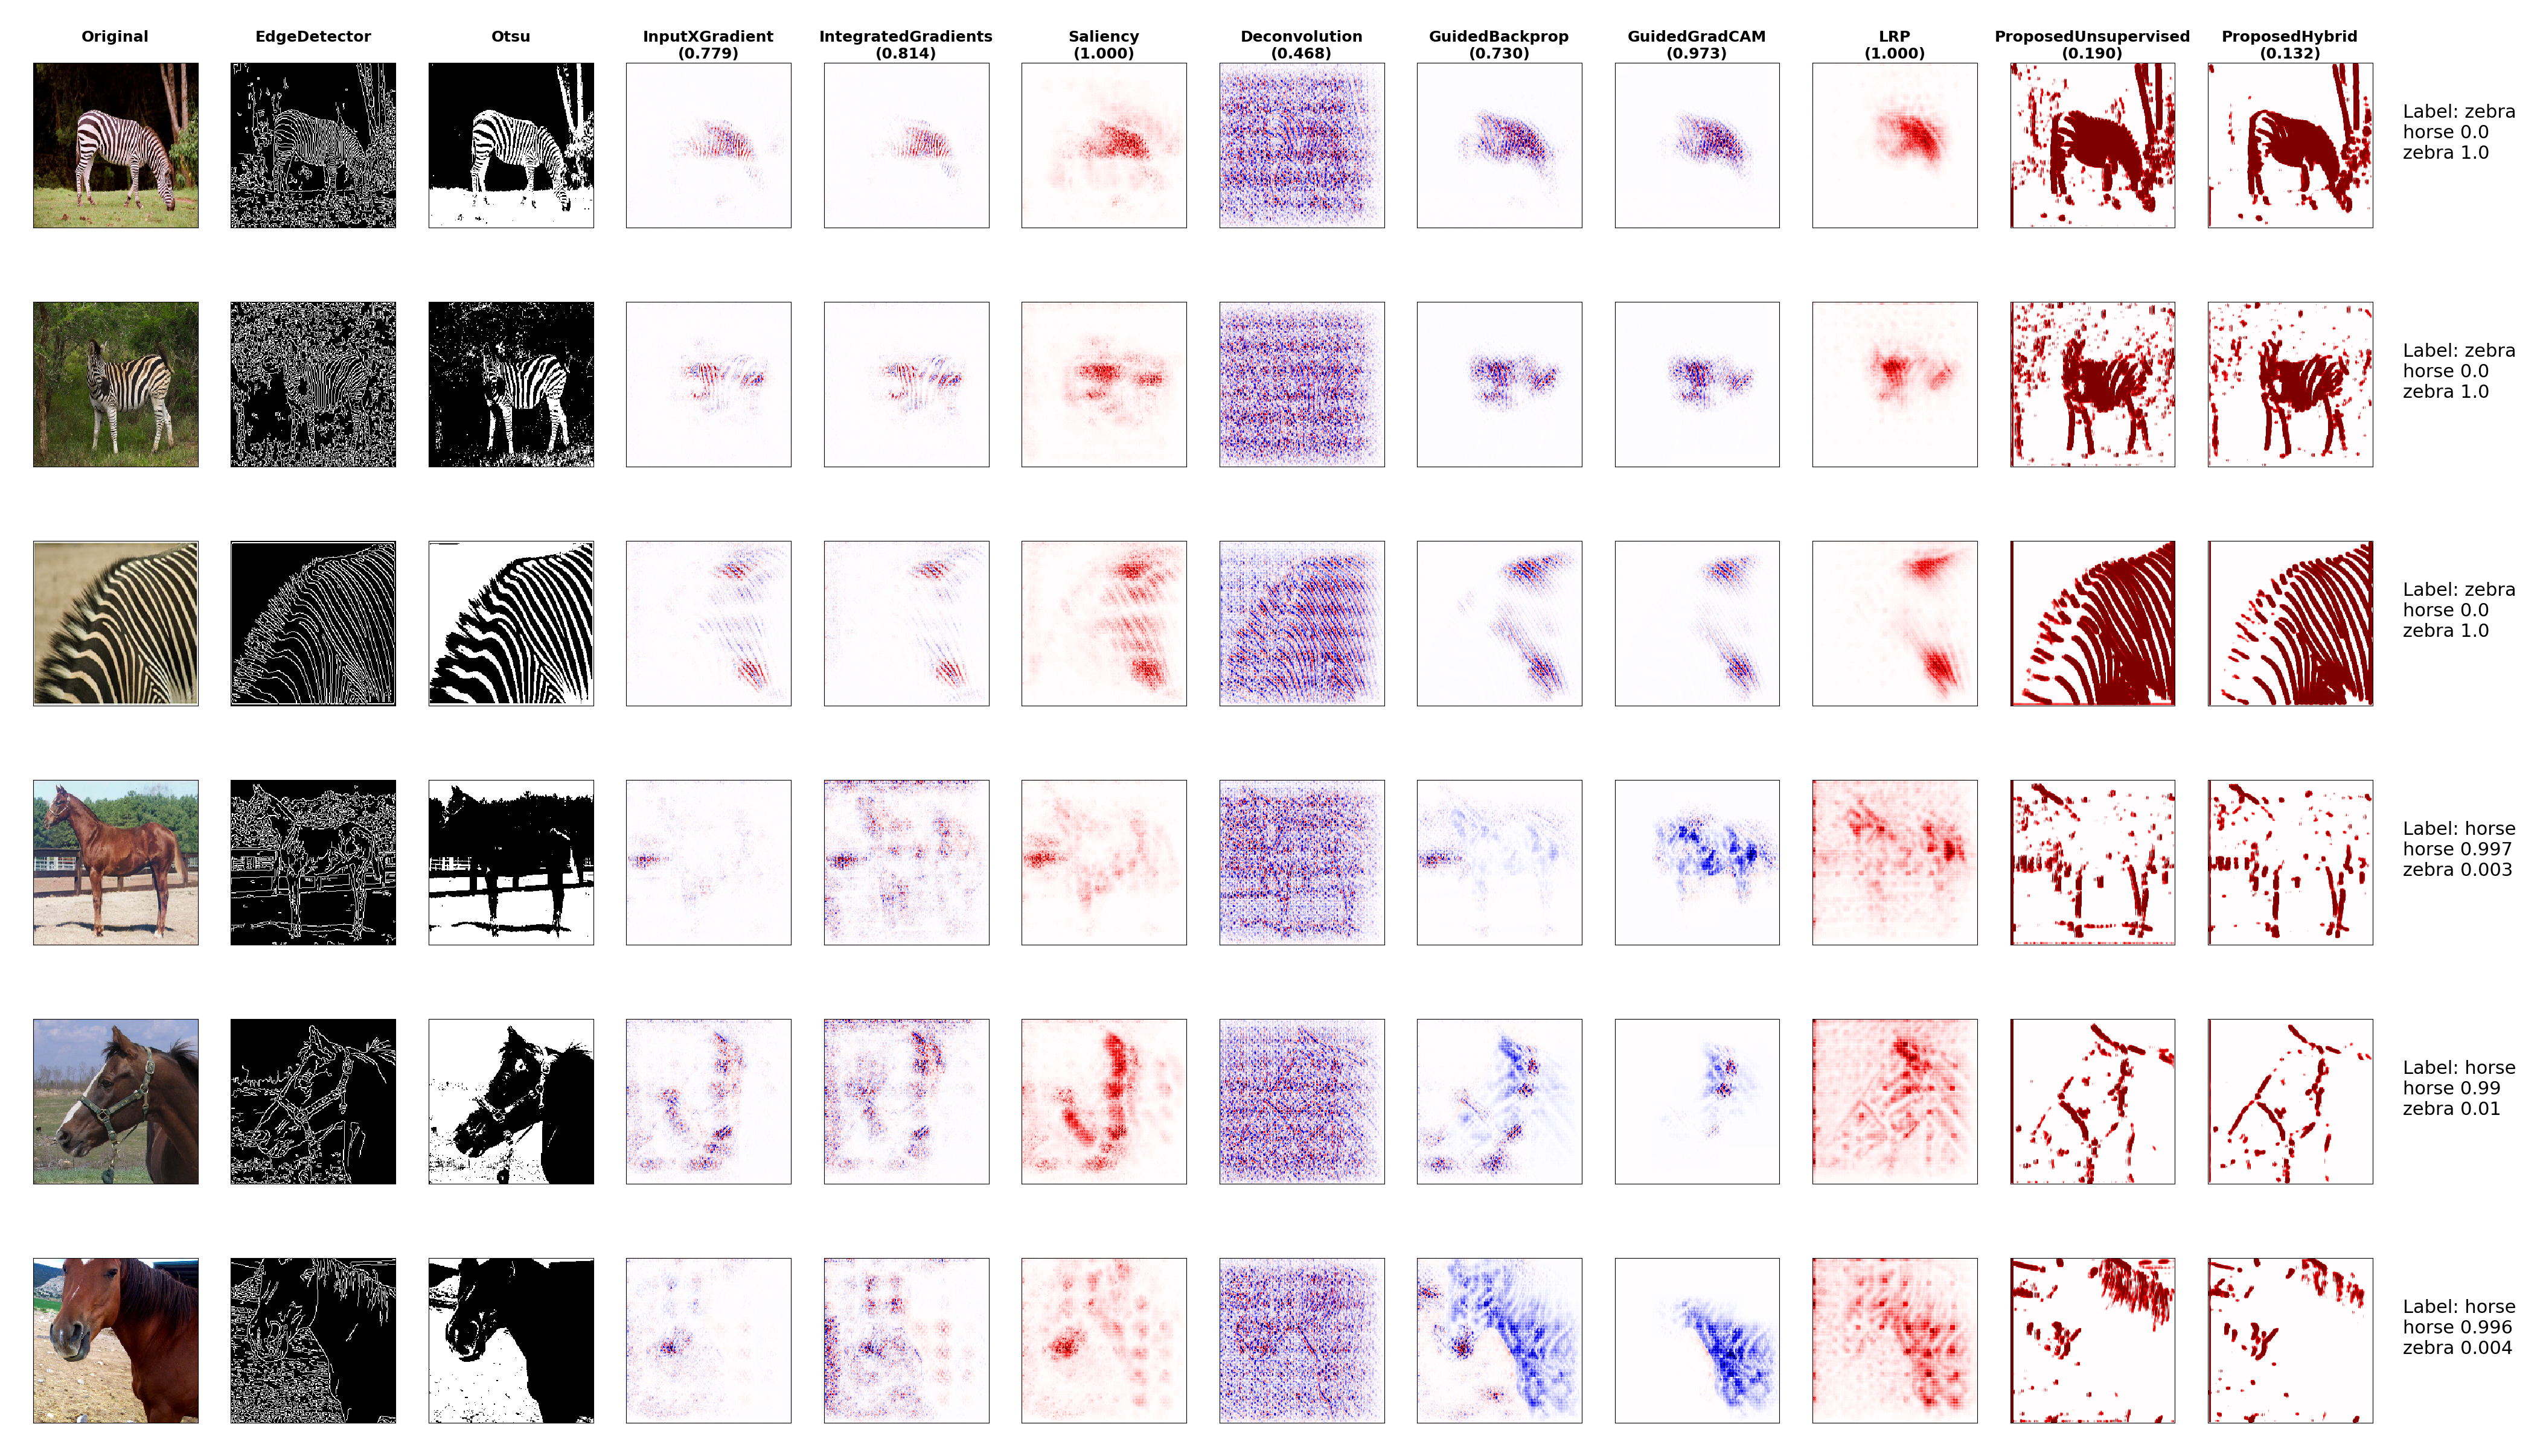 Original
EdgeDetector
Otsu
InputXGradient
(0.779)
IntegratedGradients
(0.814)
Saliency
(1.000)
Deconvolution
(0.468)
GuidedBackprop
(0.730)
GuidedGradCAM
(0.973)
LRP
(1.000)
ProposedUnsupervised
(0.190)
ProposedHybrid
(0.132)
Label: zebra
horse 0.0
zebra 1.0
Label: zebra
horse 0.0
zebra 1.0
Label: zebra
horse 0.0
zebra 1.0
Label: horse
horse 0.997
zebra 0.003
Label: horse
horse 0.99
zebra 0.01
Label: horse
horse 0.996
zebra 0.004